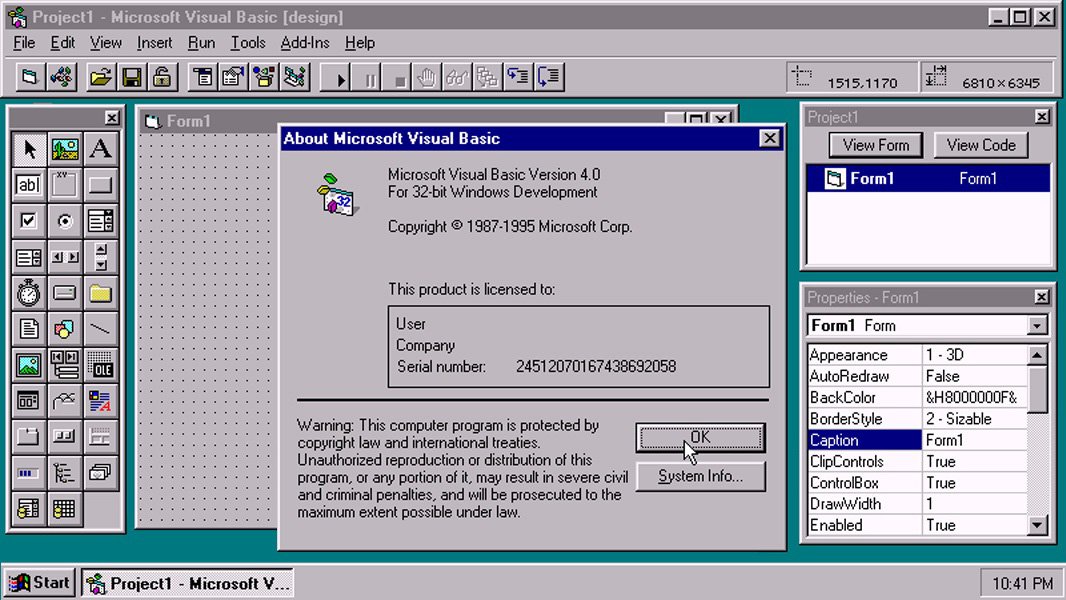 Project1 - Microsoft Visual Basic [design]
File Edit View Insert Run Tools Add-Ins Help
1515,1170 6810×6345
Form1
About Microsoft Visual Basic
32
Microsoft Visual Basic Version 4.0
For 32-bit Windows Development
Copyright © 1987-1995 Microsoft Corp.
This product is licensed to:
User
Company
Serial number: 24512070167438692058
Warning: This computer program is protected by
copyright law and international treaties.
Unauthorized reproduction or distribution of this
program, or any portion of it, may result in severe civil
and criminal penalties, and will be prosecuted to the
maximum extent possible under law.
OK
System Info...
A
abl
XY
OLE
Project1
View Form View Code
Form1 Form1
Properties - Form1
Form1 Form
Appearance 1 - 3D
AutoRedraw False
BackColor &H8000000F&
BorderStyle 2 - Sizable
Caption Form1
ClipControls True
ControlBox True
DrawWidth 1
Enabled True
Start Project1 - Microsoft V... 10:41 PM